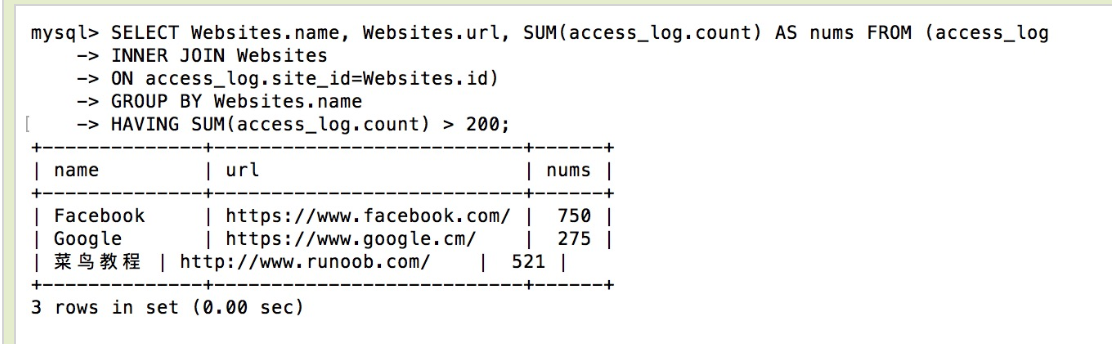 mysql> SELECT Websites.name, Websites.url, SUM(access_log.count) AS nums FROM (access_log
    -> INNER JOIN Websites
    -> ON access_log.site_id=Websites.id)
    -> GROUP BY Websites.name
[    -> HAVING SUM(access_log.count) > 200;
+--------------+---------------------------+------+
| name         | url                       | nums |
+--------------+---------------------------+------+
| Facebook     | https://www.facebook.com/ |  750 |
| Google       | https://www.google.cm/    |  275 |
| 菜鸟教程 | http://www.runoob.com/    |  521 |
+--------------+---------------------------+------+
3 rows in set (0.00 sec)